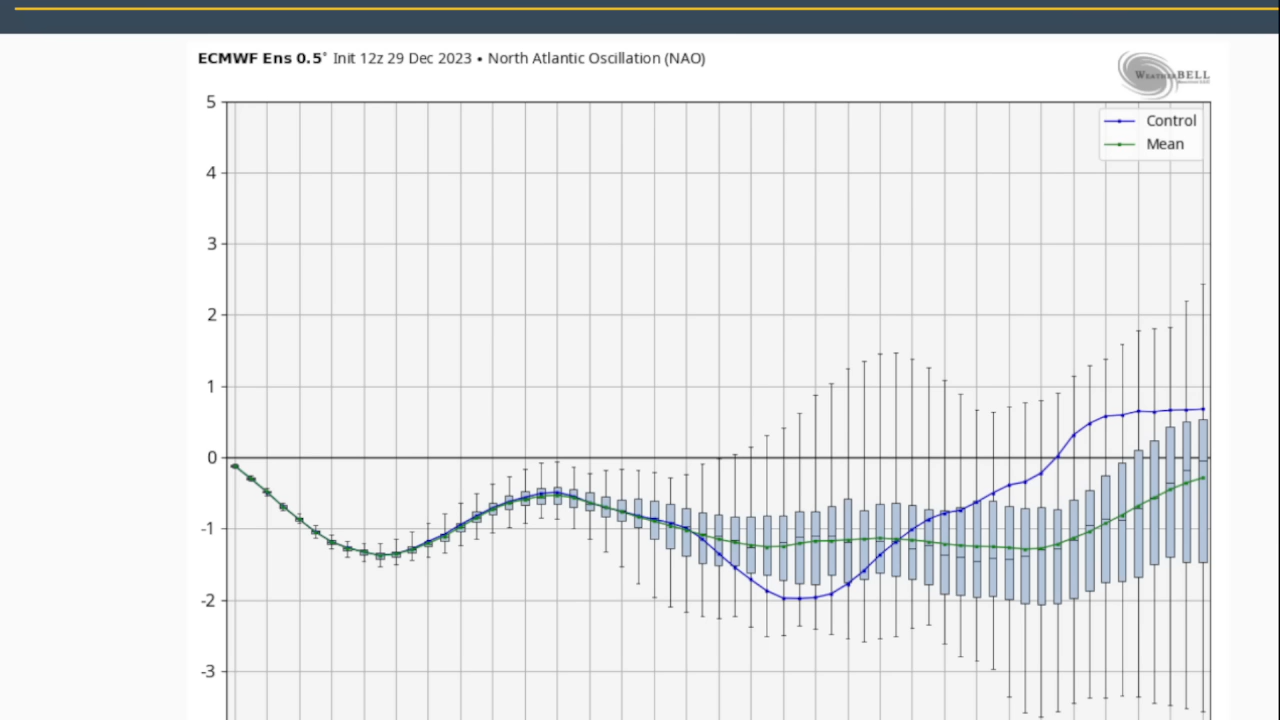 ECMWF Ens 0.5° Init 12z 29 Dec 2023 • North Atlantic Oscillation (NAO)
WEATHERBELL
5
Control
Mean
4
3
2
1
0
-1
-2
-3